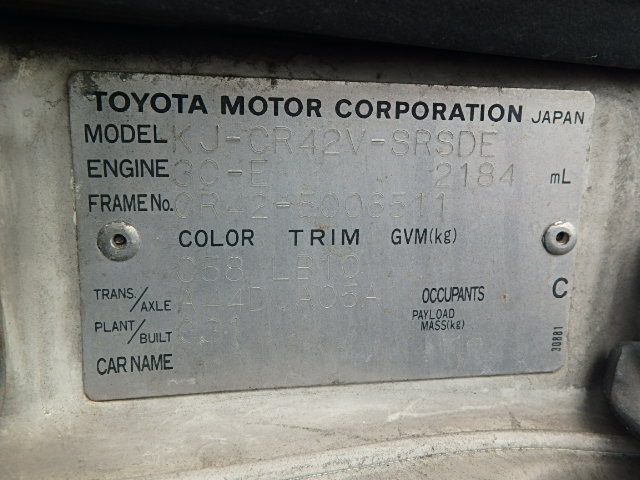 TOYOTA MOTOR CORPORATION JAPAN
MODEL KJ-CR42V-SRSDE
ENGINE 3C-E 2184 mL
FRAME No. CR42-5006511
COLOR TRIM GVM(kg)
058 LB10
TRANS./AXLE A44D A05A OCCUPANTS C
PLANT/BUILT PAYLOAD MASS(kg)
CAR NAME
30881